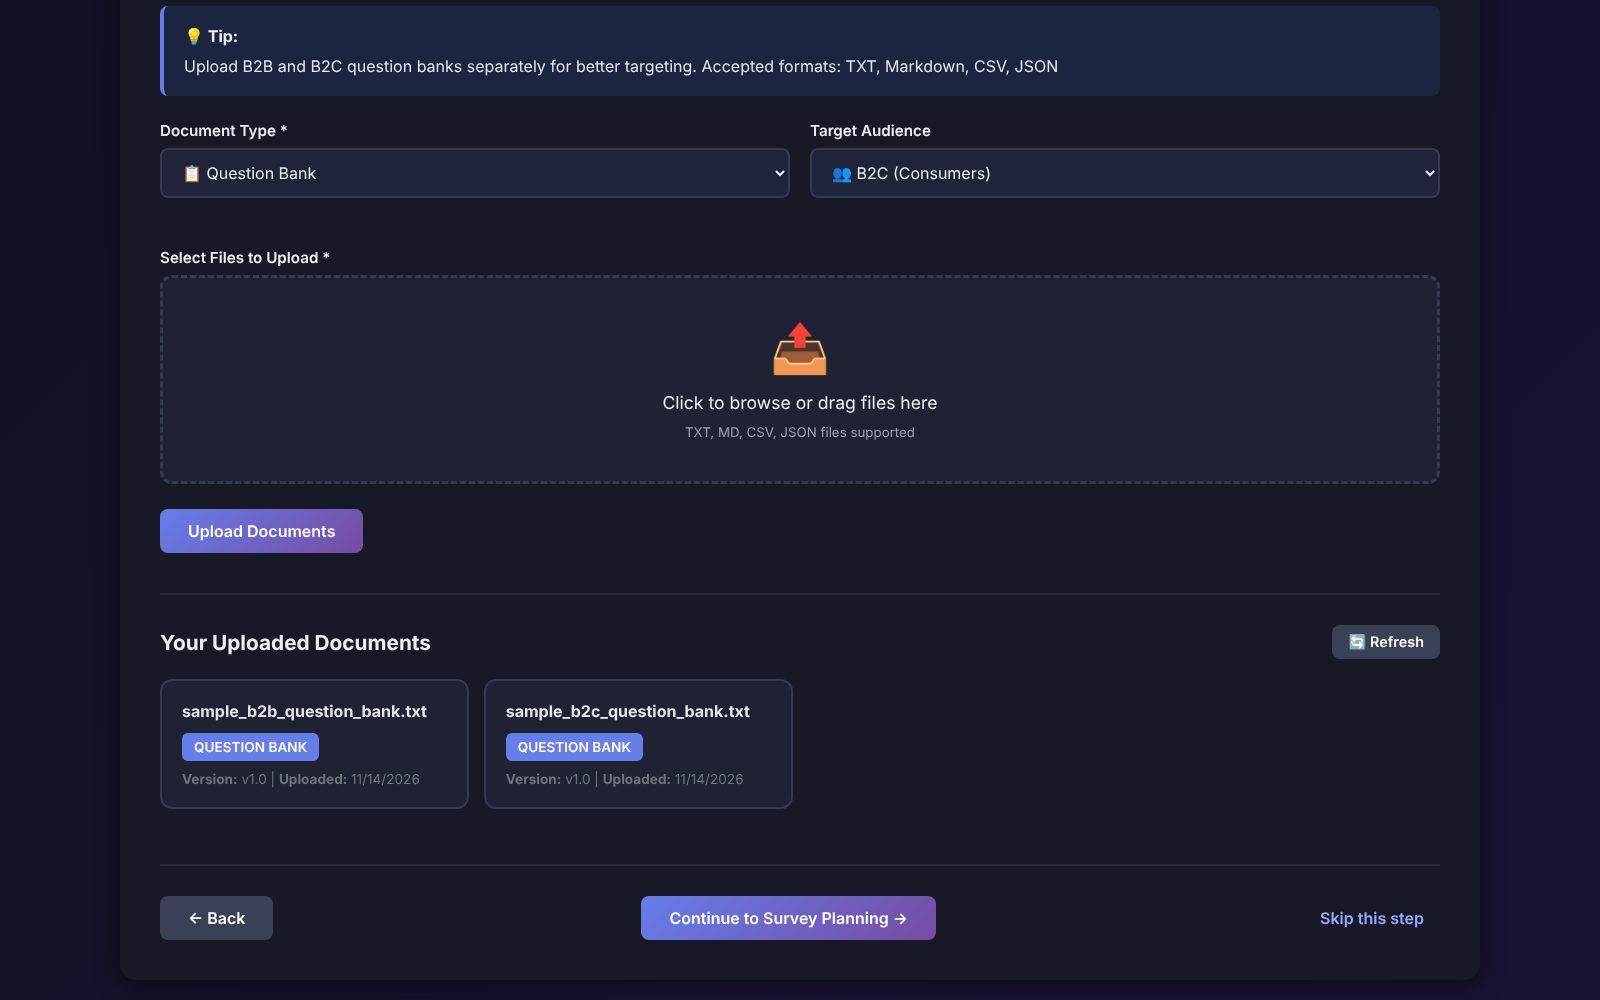 💡 Tip:
Upload B2B and B2C question banks separately for better targeting. Accepted formats: TXT, Markdown, CSV, JSON
Document Type *
Target Audience
📋 Question Bank
👥 B2C (Consumers)
Select Files to Upload *
Click to browse or drag files here
TXT, MD, CSV, JSON files supported
Upload Documents
Your Uploaded Documents
🔄 Refresh
sample_b2b_question_bank.txt
QUESTION BANK
Version: v1.0 | Uploaded: 11/14/2026
sample_b2c_question_bank.txt
QUESTION BANK
Version: v1.0 | Uploaded: 11/14/2026
← Back
Continue to Survey Planning →
Skip this step